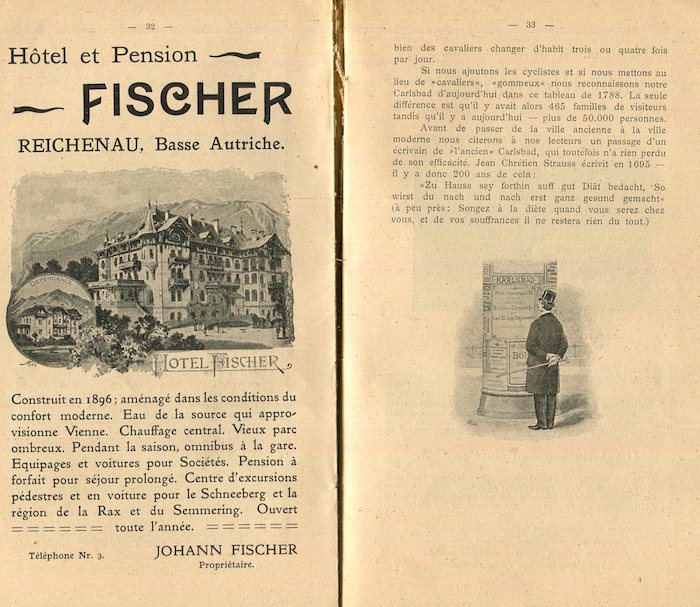 — 32 —
Hôtel et Pension
FISCHER
REICHENAU, Basse Autriche.
DÉPENDANCE
HOTEL FISCHER
Construit en 1896; aménagé dans les conditions du
confort moderne. Eau de la source qui appro-
visionne Vienne. Chauffage central. Vieux parc
ombreux. Pendant la saison, omnibus à la gare.
Equipages et voitures pour Sociétés. Pension à
forfait pour séjour prolongé. Centre d'excursions
pédestres et en voiture pour le Schneeberg et la
région de la Rax et du Semmering. Ouvert
toute l'année.
Téléphone Nr. 3.
JOHANN FISCHER
Propriétaire.
— 33 —
bien des cavaliers changer d'habit trois ou quatre fois
par jour.
Si nous ajoutons les cyclistes et si nous mettons au
lieu de »cavaliers«, »gommeux« nous reconnaissons notre
Carlsbad d'aujourd'hui dans ce tableau de 1788. La seule
différence est qu'il y avait alors 465 familles de visiteurs
tandis qu'il y a aujourd'hui — plus de 50.000 personnes.
Avant de passer de la ville ancienne à la ville
moderne nous citerons à nos lecteurs un passage d'un
écrivain de »l'ancien« Carlsbad, qui toutefois n'a rien perdu
de son efficacité. Jean Chrétien Strauss écrivit en 1695 —
il y a donc 200 ans de cela:
»Zu Hause sey forthin auff gut Diät bedacht, So
wirst du nach und nach erst ganz gesund gemacht«
(à peu près: Songez à la diète quand vous serez chez
vous, et de vos souffrances il ne restera rien du tout.)
KARLSBAD
3